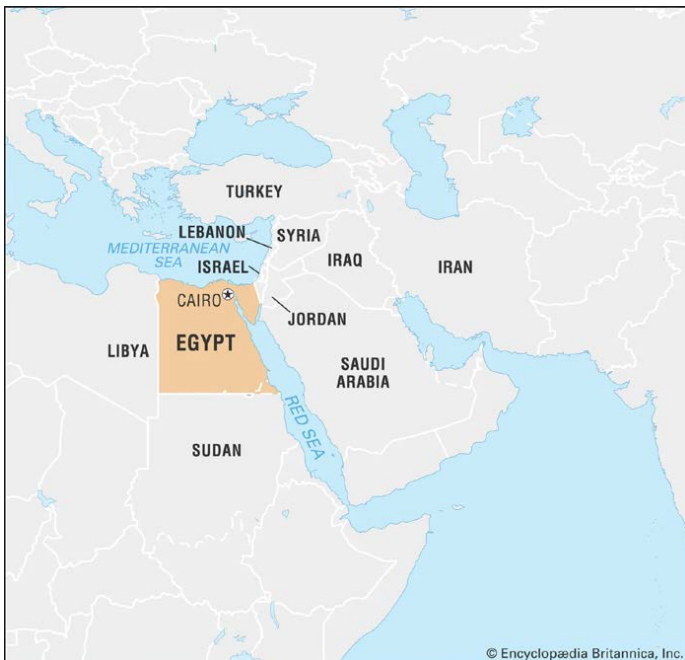 TURKEY
LEBANON
SYRIA
MEDITERRANEAN
SEA
ISRAEL
IRAQ
IRAN
CAIRO
JORDAN
EGYPT
LIBYA
SAUDI
ARABIA
RED SEA
SUDAN
© Encyclopædia Britannica, Inc.